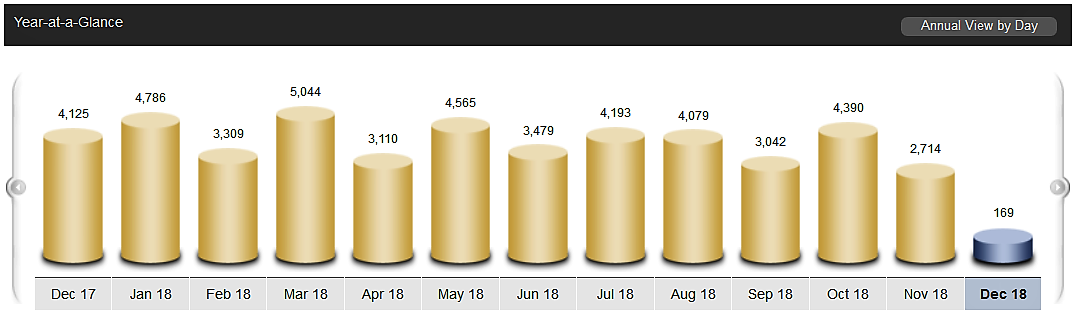 Year-at-a-Glance
Annual View by Day
4,125
4,786
3,309
5,044
3,110
4,565
3,479
4,193
4,079
3,042
4,390
2,714
169
Dec 17
Jan 18
Feb 18
Mar 18
Apr 18
May 18
Jun 18
Jul 18
Aug 18
Sep 18
Oct 18
Nov 18
Dec 18